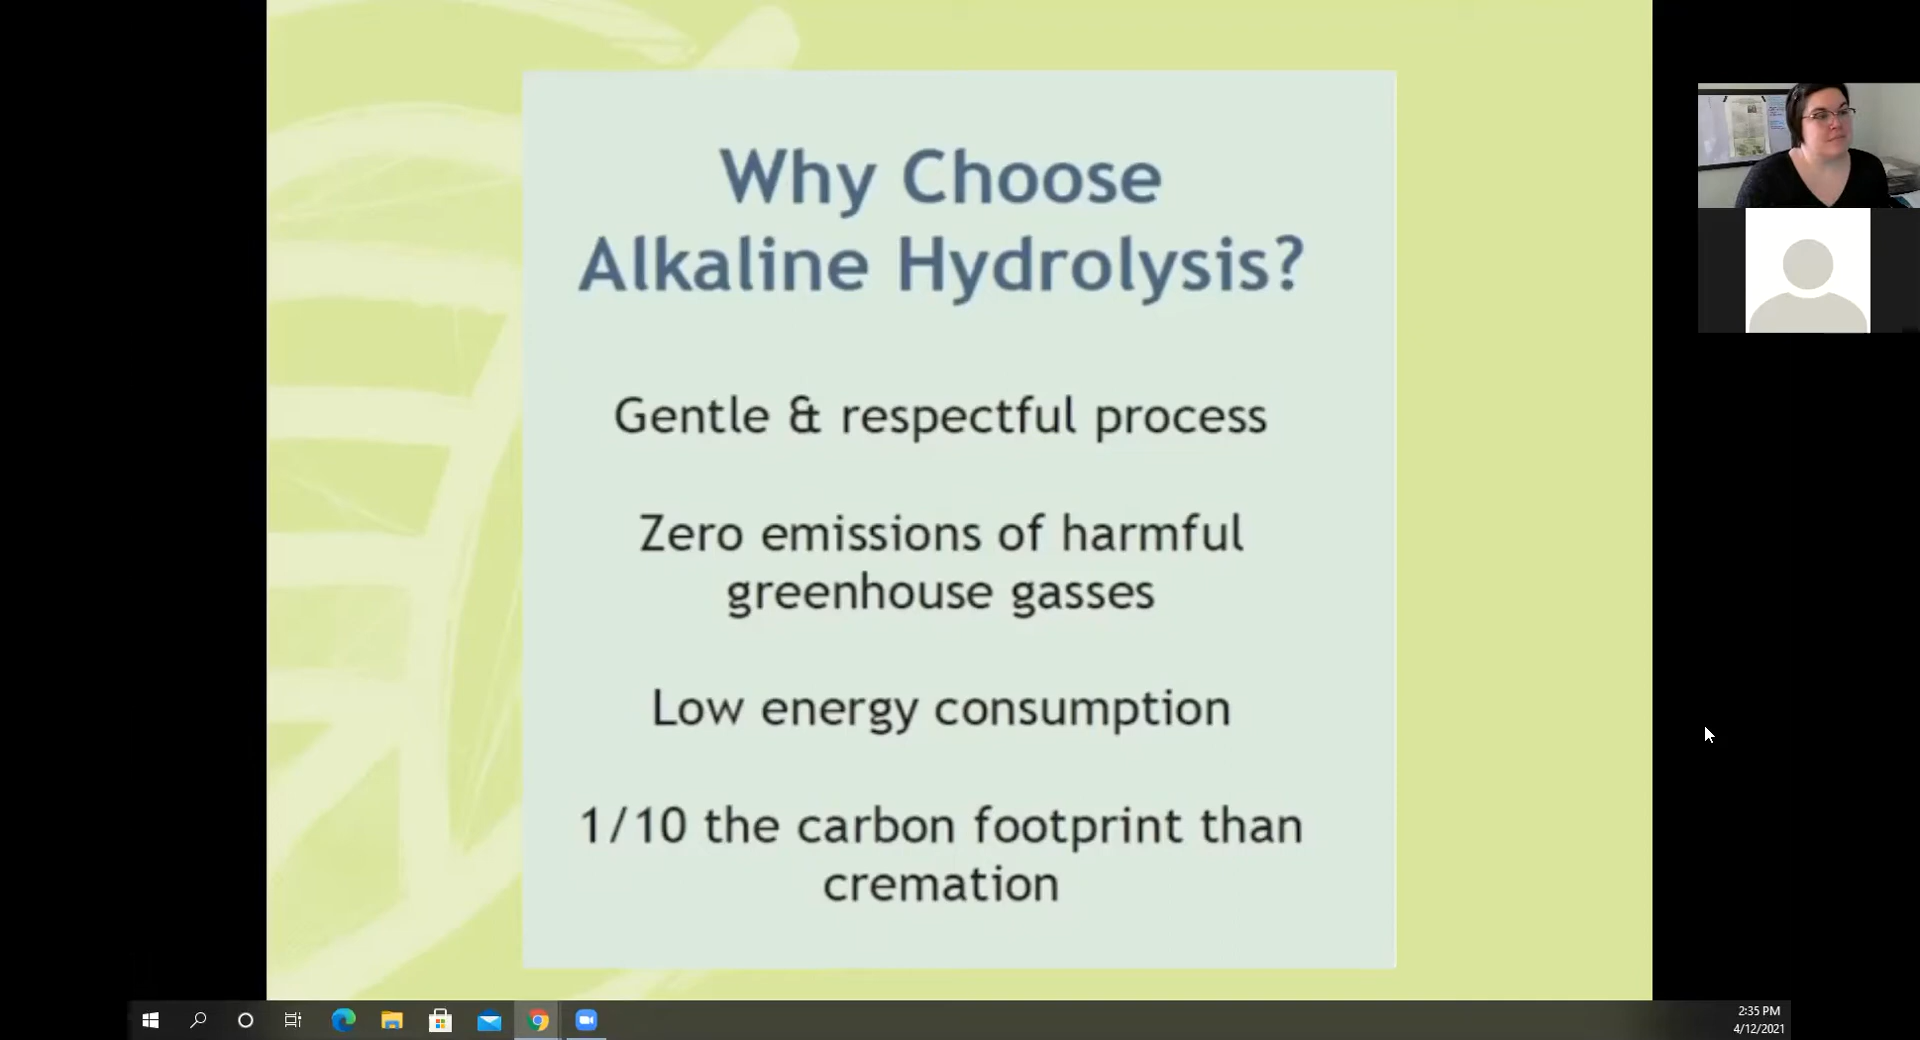 Why Choose
Alkaline Hydrolysis?
Gentle & respectful process
Zero emissions of harmful
greenhouse gasses
Low energy consumption
1/10 the carbon footprint than
cremation
2:35 PM
4/12/2021